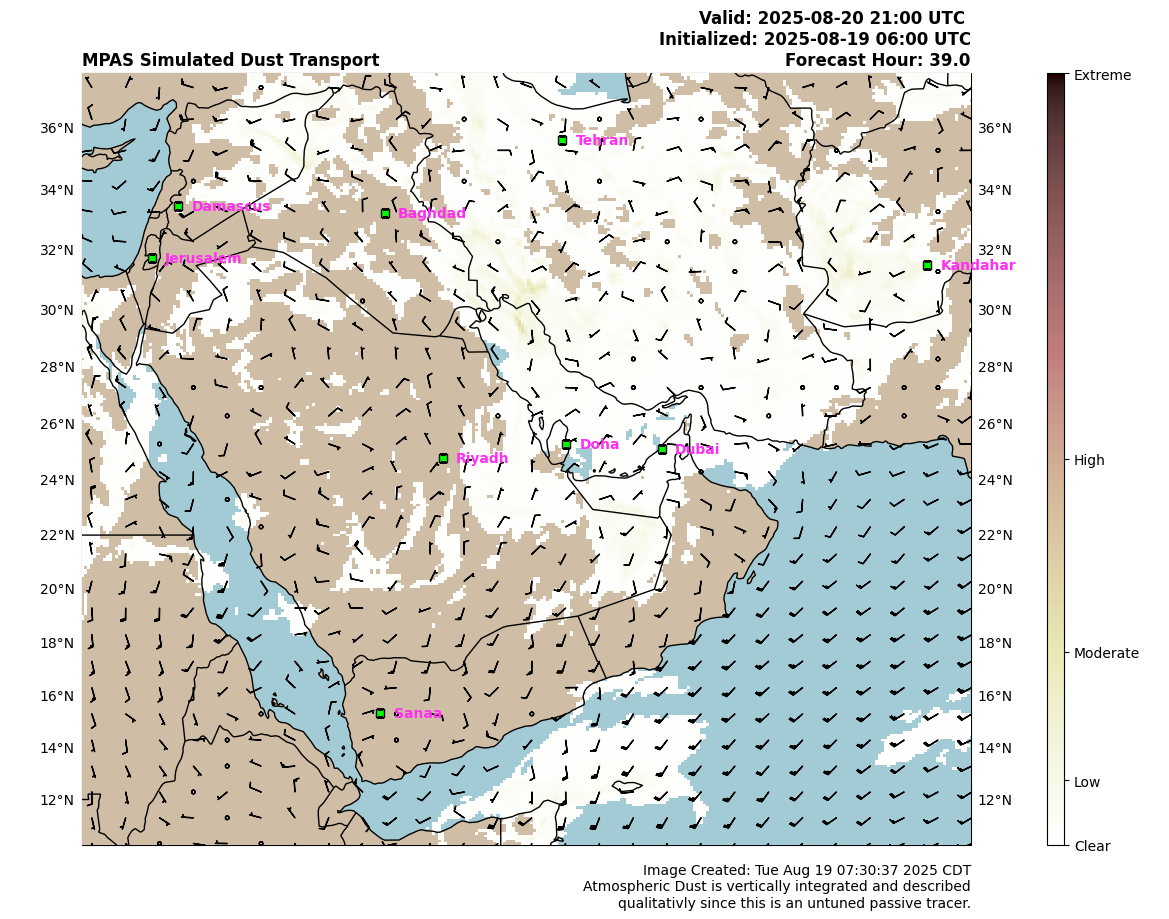 Valid: 2025-08-20 21:00 UTC
Initialized: 2025-08-19 06:00 UTC
MPAS Simulated Dust Transport
Forecast Hour: 39.0
Extreme
High
Moderate
Low
Clear
36°N
34°N
32°N
30°N
28°N
26°N
24°N
22°N
20°N
18°N
16°N
14°N
12°N
36°N
34°N
32°N
30°N
28°N
26°N
24°N
22°N
20°N
18°N
16°N
14°N
12°N
Tehran
Damascus
Baghdad
Jerusalem
Kandahar
Doha
Dubai
Riyadh
Sanaa
Image Created: Tue Aug 19 07:30:37 2025 CDT
Atmospheric Dust is vertically integrated and described
qualitativly since this is an untuned passive tracer.